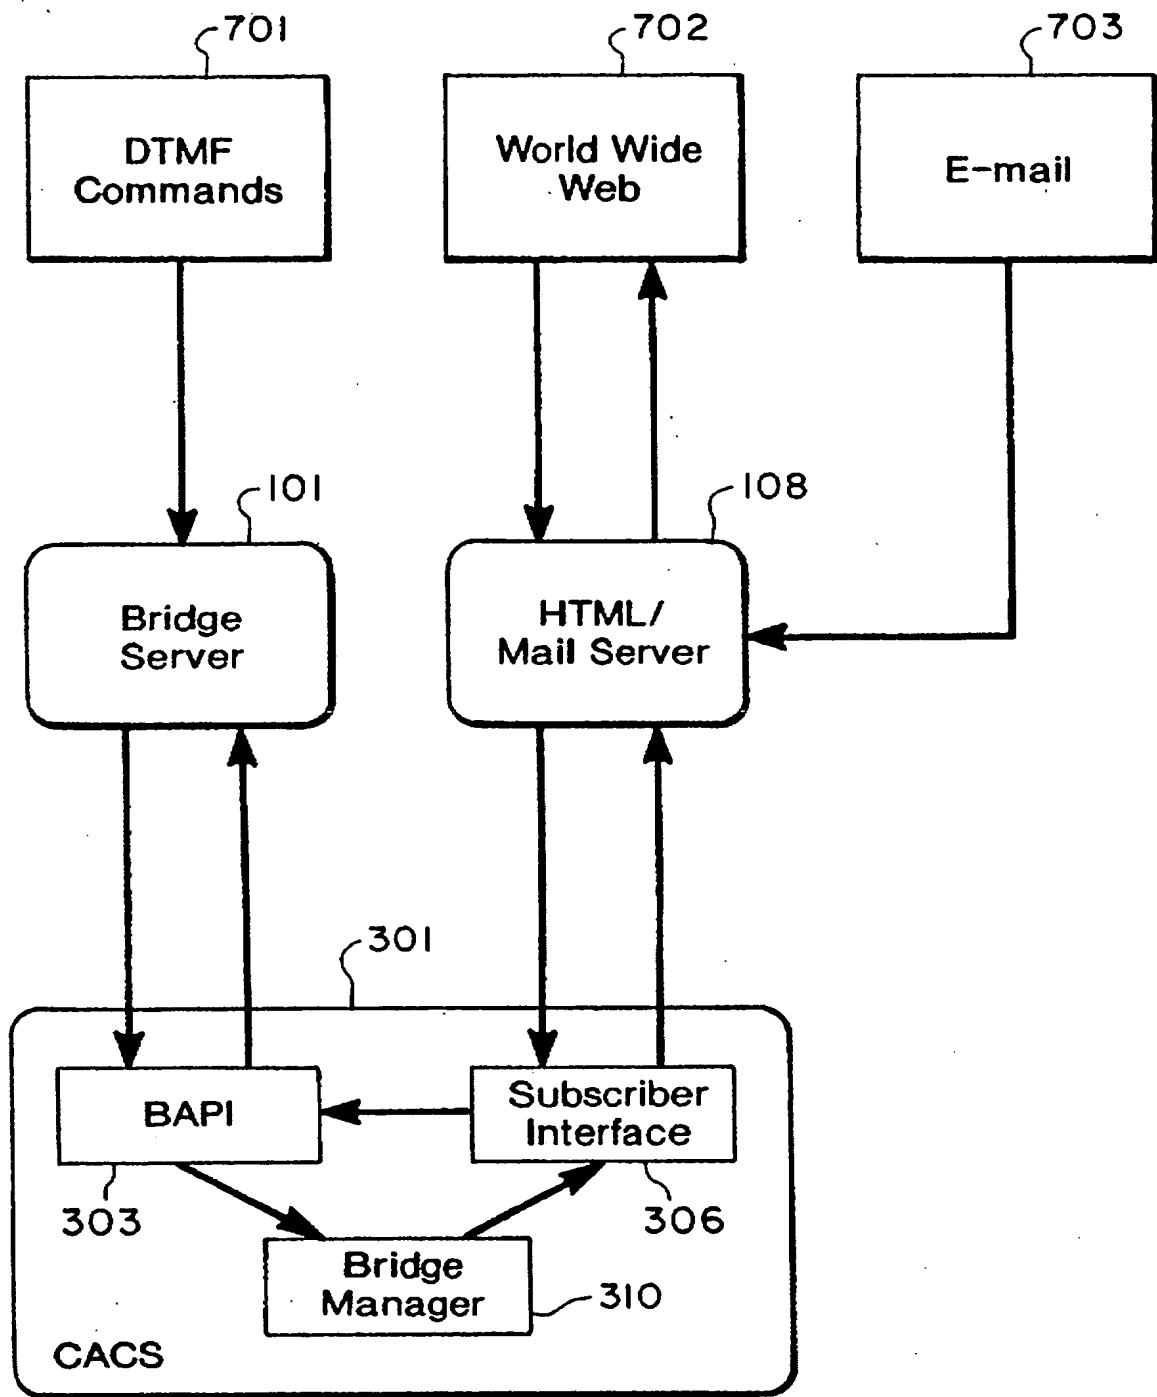 701
702
703
DTMF
Commands
World Wide
Web
E-mail
101
108
Bridge
Server
HTML/
Mail Server
301
BAPI
Subscriber
Interface
303
306
Bridge
Manager
310
CACS